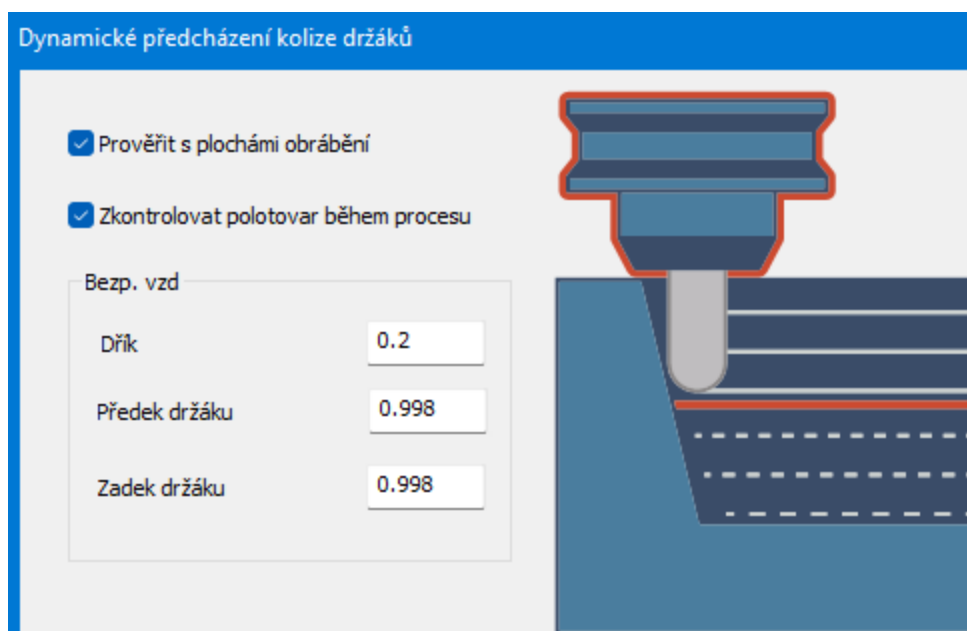 Dynamické předcházení kolize držáků
Prověřit s plochámi obrábění
Zkontrolovat polotovar během procesu
Bezp. vzd
Dřík 0.2
Předek držáku 0.998
Zadek držáku 0.998